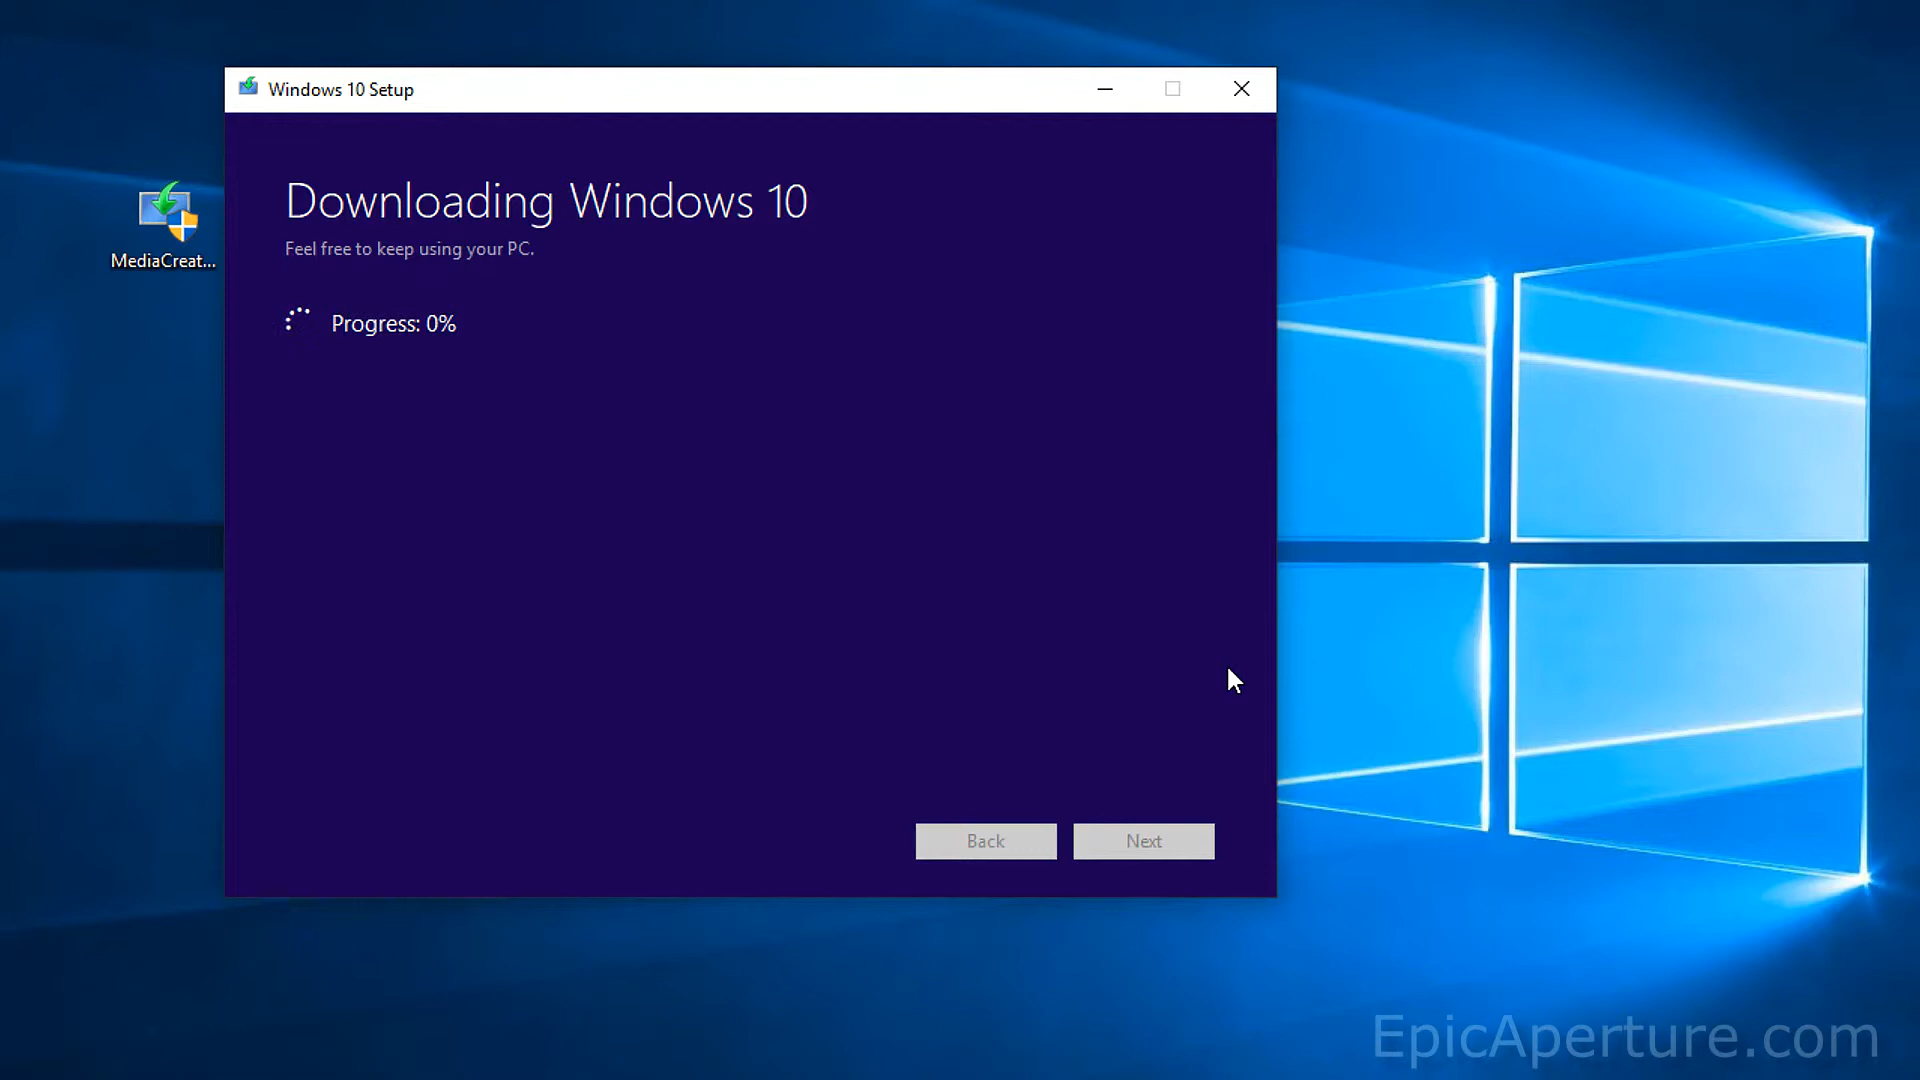 Windows 10 Setup
Downloading Windows 10
Feel free to keep using your PC.
Progress: 0%
MediaCreat...
Back
Next
EpicAperture.com